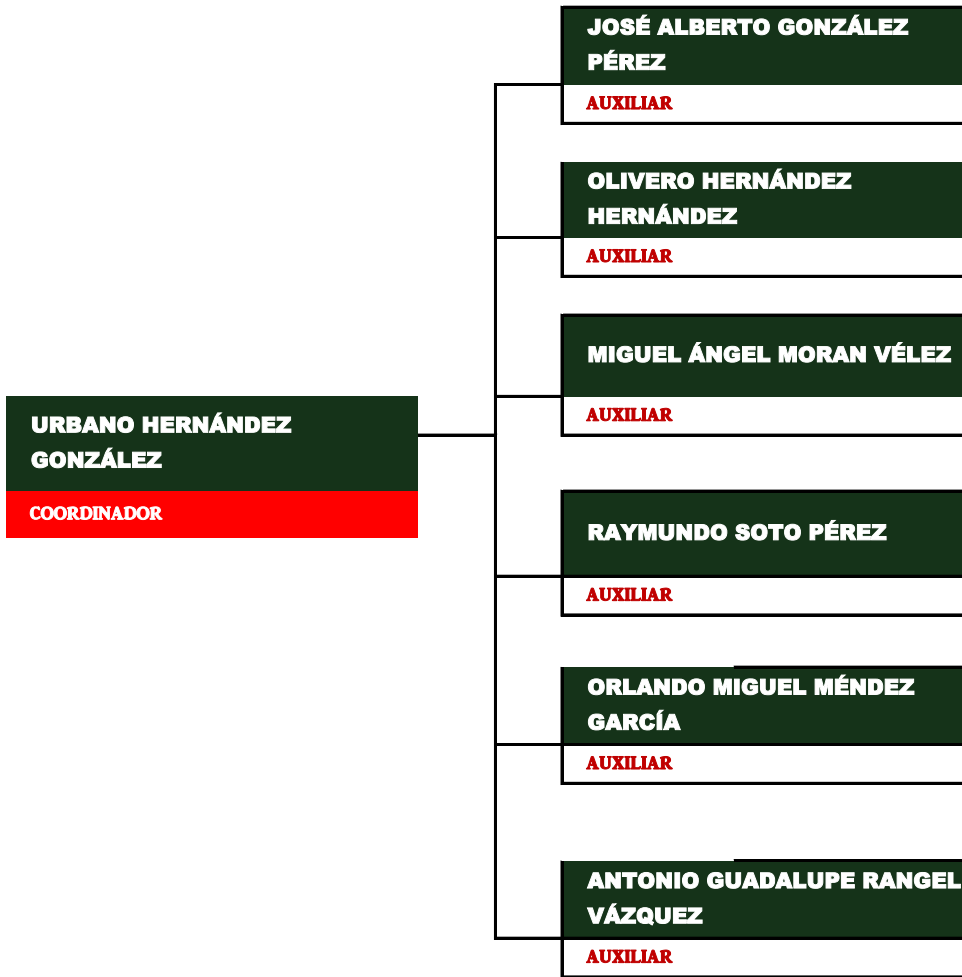 JOSÉ ALBERTO GONZÁLEZ
PÉREZ
AUXILIAR
OLIVERO HERNÁNDEZ
HERNÁNDEZ
AUXILIAR
MIGUEL ÁNGEL MORAN VÉLEZ
AUXILIAR
URBANO HERNÁNDEZ
GONZÁLEZ
COORDINADOR
RAYMUNDO SOTO PÉREZ
AUXILIAR
ORLANDO MIGUEL MÉNDEZ
GARCÍA
AUXILIAR
ANTONIO GUADALUPE RANGEL
VÁZQUEZ
AUXILIAR